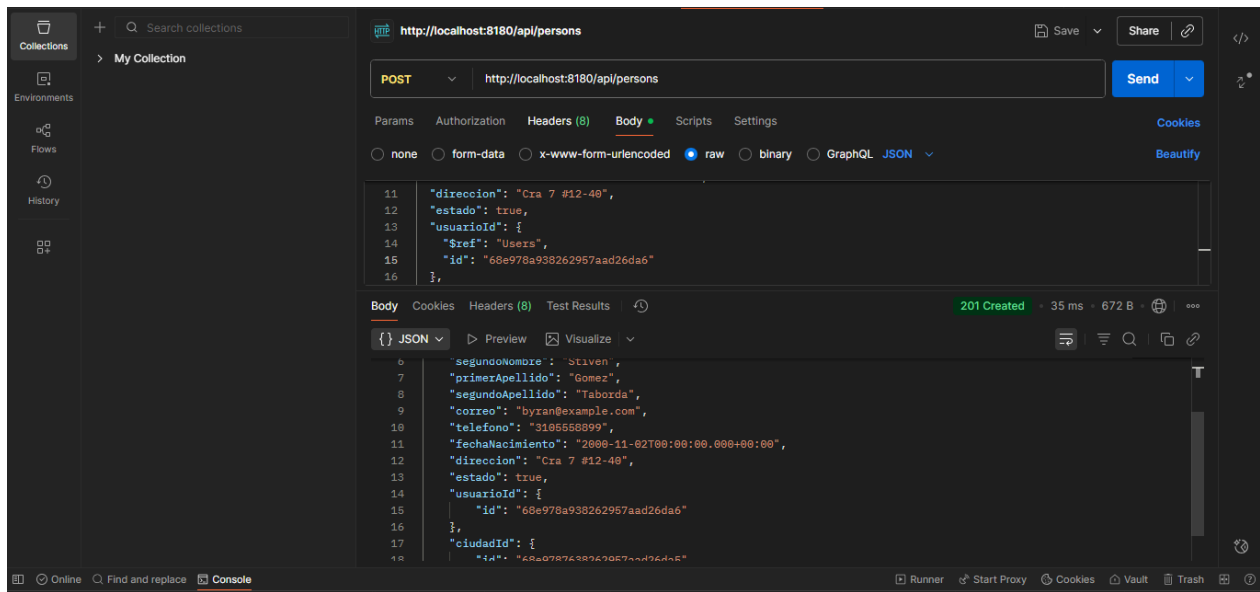 Search collections
http://localhost:8180/api/persons
Save
Share
Collections
My Collection
POST
http://localhost:8180/api/persons
Send
Environments
Params Authorization Headers (8) Body Scripts Settings
Cookies
Flows
none form-data x-www-form-urlencoded raw binary GraphQL JSON
Beautify
History
11 "direccion": "Cra 7 #12-40",
12 "estado": true,
13 "usuarioId": {
14 "$ref": "Users",
15 "id": "68e978a938262957aad26da6"
16 },
Body Cookies Headers (8) Test Results
201 Created 35 ms 672 B
{} JSON Preview Visualize
6 "segundoNombre": "Stiven",
7 "primerApellido": "Gomez",
8 "segundoApellido": "Taborda",
9 "correo": "byran@example.com",
10 "telefono": "3105558899",
11 "fechaNacimiento": "2000-11-02T00:00:00.000+00:00",
12 "direccion": "Cra 7 #12-40",
13 "estado": true,
14 "usuarioId": {
15 "id": "68e978a938262957aad26da6"
16 },
17 "ciudadId": {
18 "id": "68e9787638262957aad26da5"
Online Find and replace Console
Runner Start Proxy Cookies Vault Trash